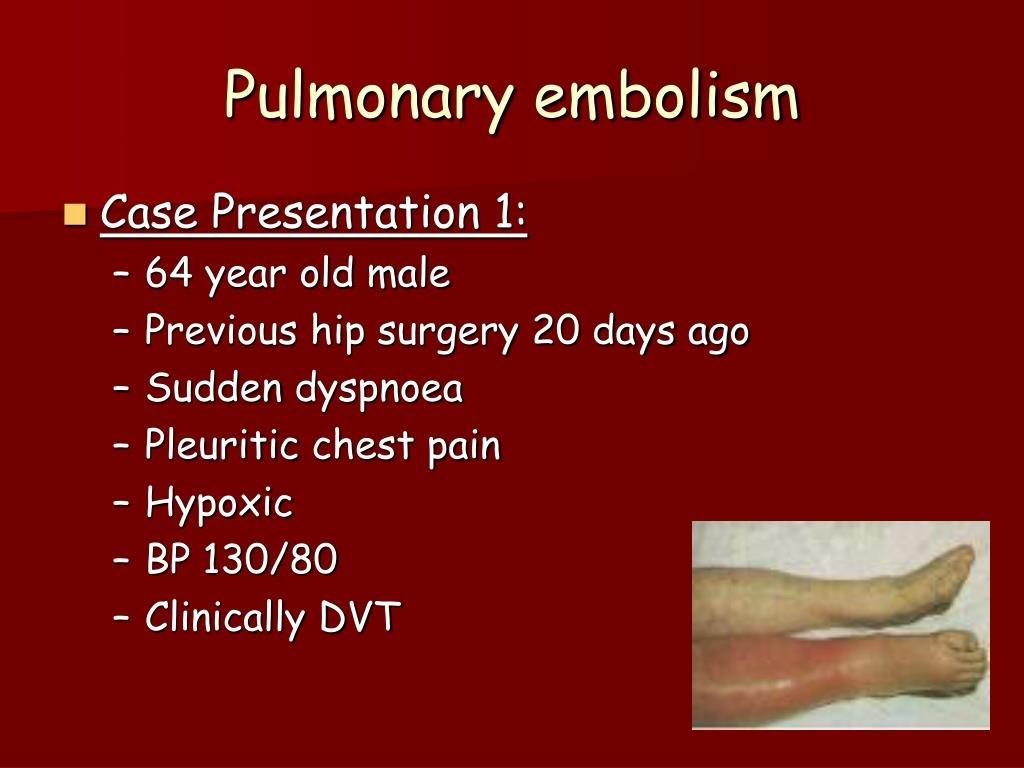 Pulmonary embolism
Case Presentation 1:
– 64 year old male
– Previous hip surgery 20 days ago
– Sudden dyspnoea
– Pleuritic chest pain
– Hypoxic
– BP 130/80
– Clinically DVT